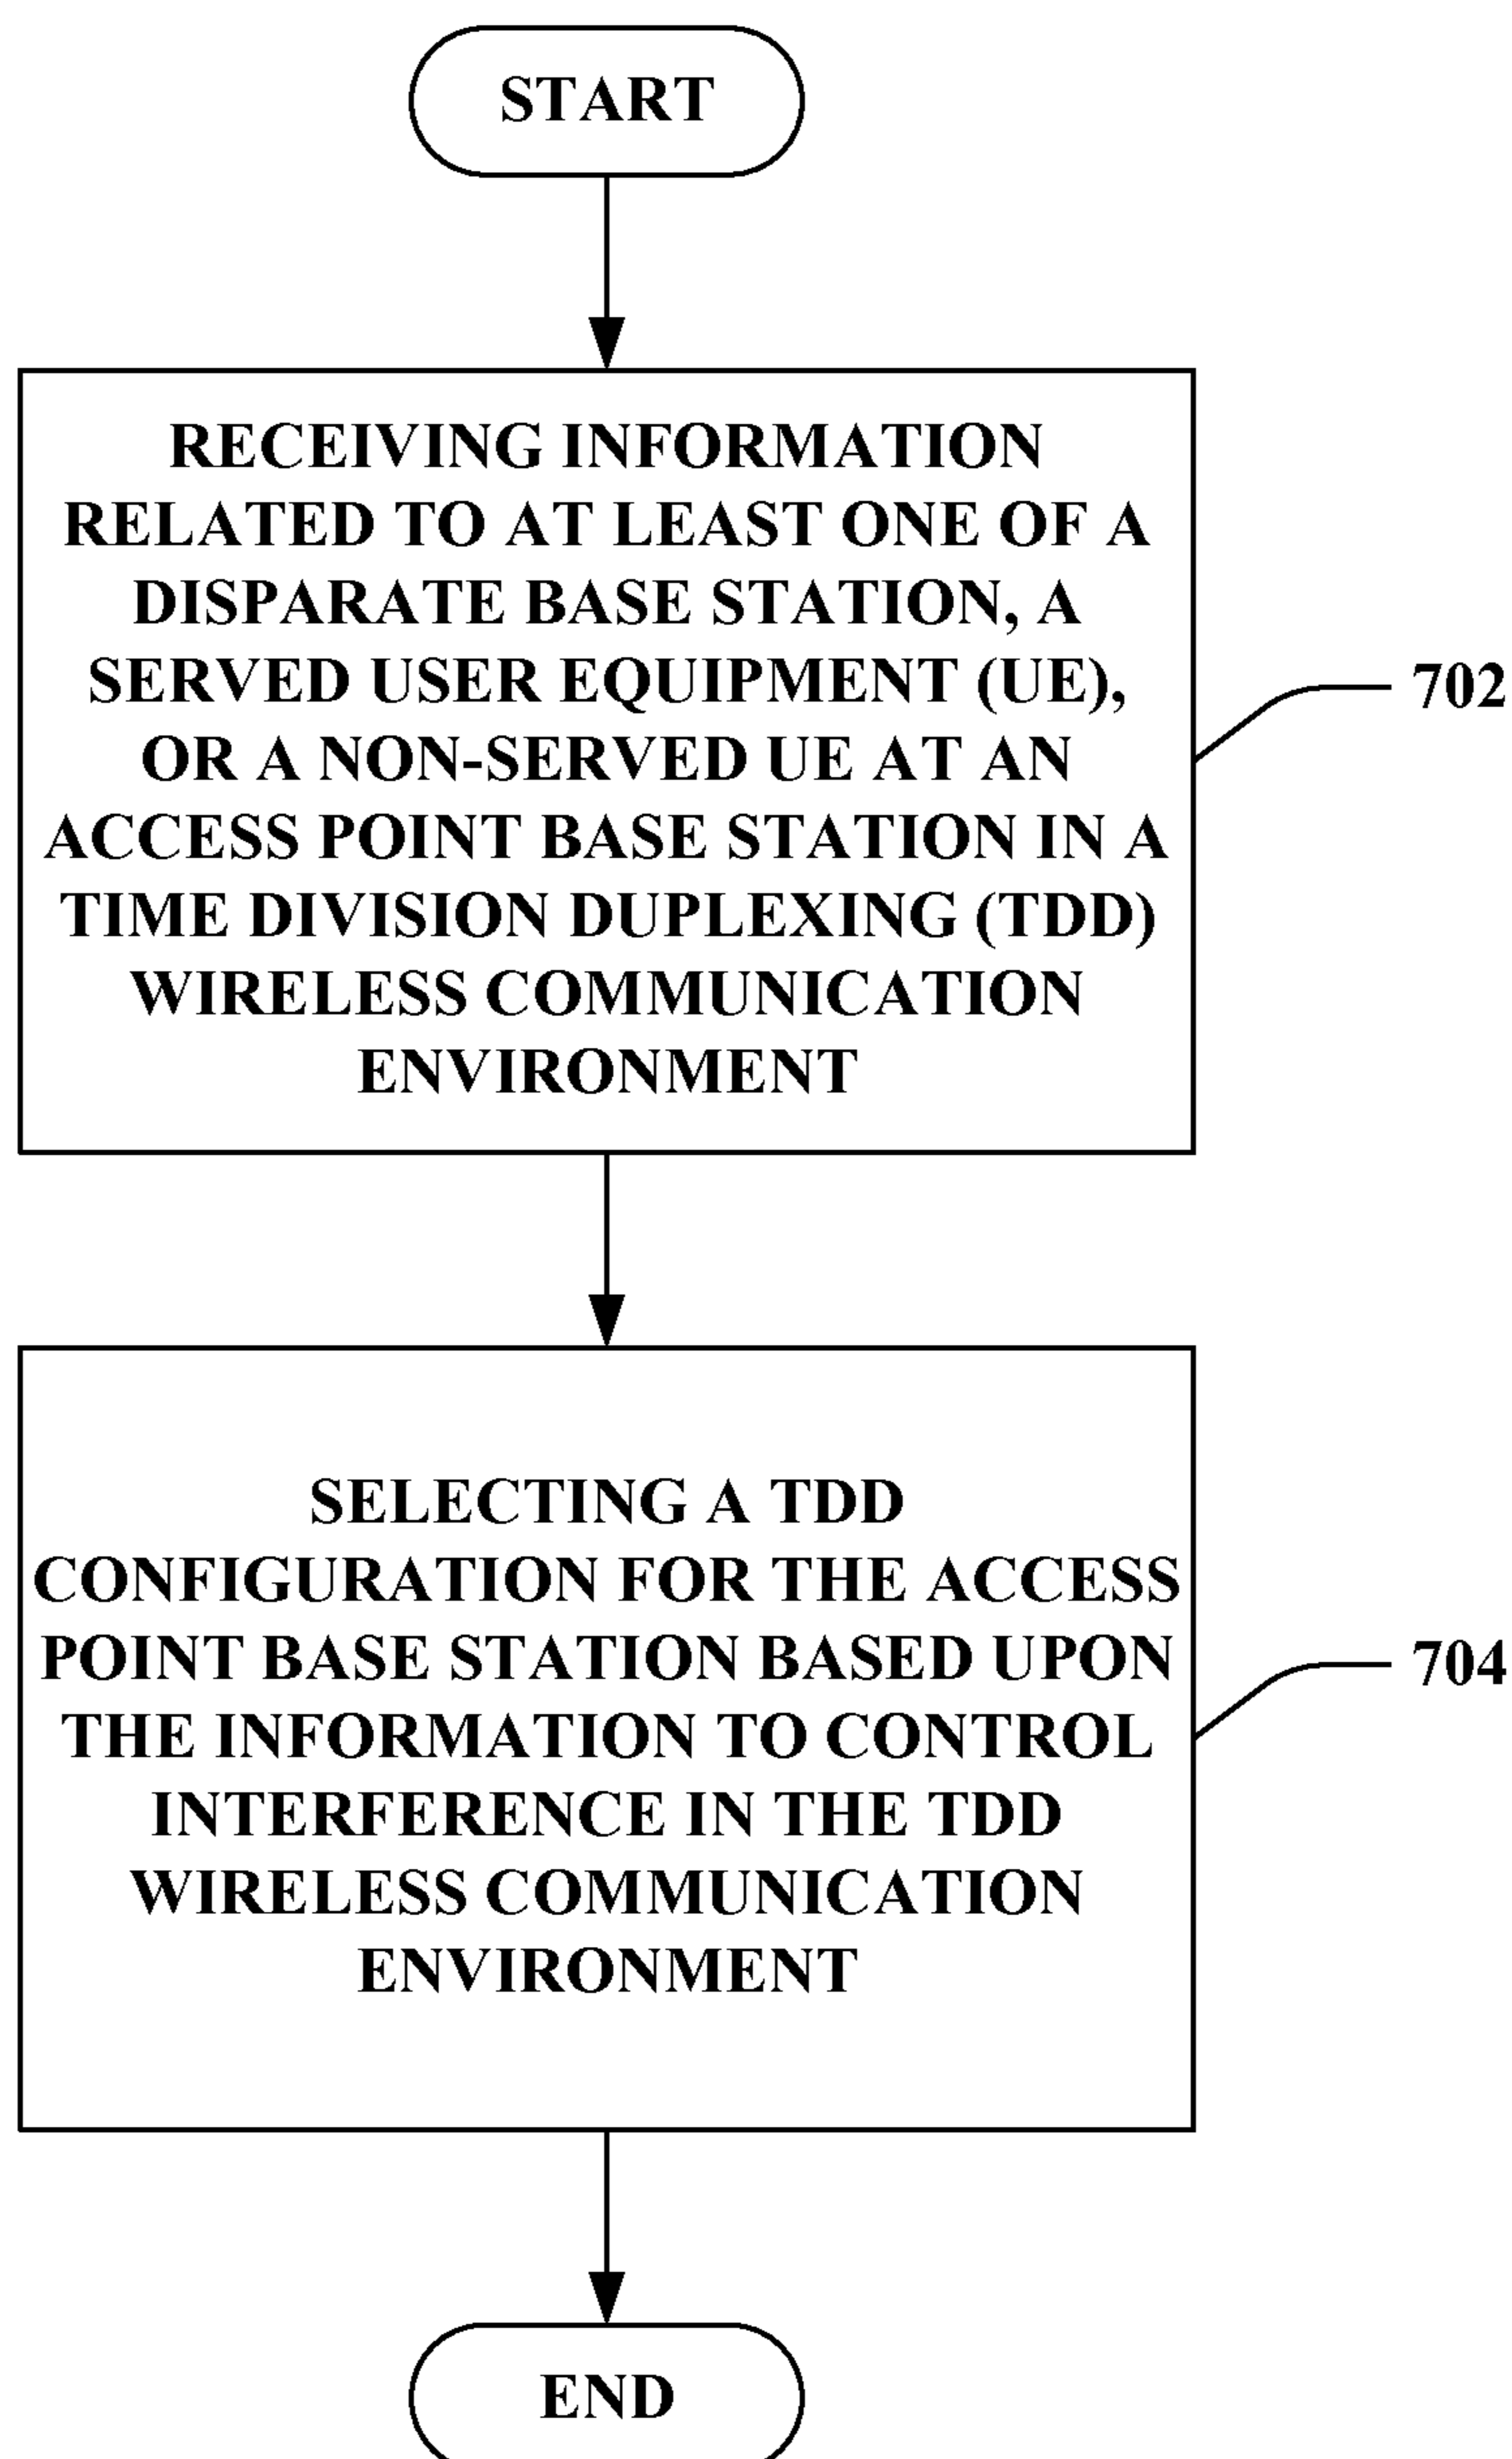 START
RECEIVING INFORMATION
RELATED TO AT LEAST ONE OF A
DISPARATE BASE STATION, A
SERVED USER EQUIPMENT (UE),
OR A NON-SERVED UE AT AN
ACCESS POINT BASE STATION IN A
TIME DIVISION DUPLEXING (TDD)
WIRELESS COMMUNICATION
ENVIRONMENT
702
SELECTING A TDD
CONFIGURATION FOR THE ACCESS
POINT BASE STATION BASED UPON
THE INFORMATION TO CONTROL
INTERFERENCE IN THE TDD
WIRELESS COMMUNICATION
ENVIRONMENT
704
END